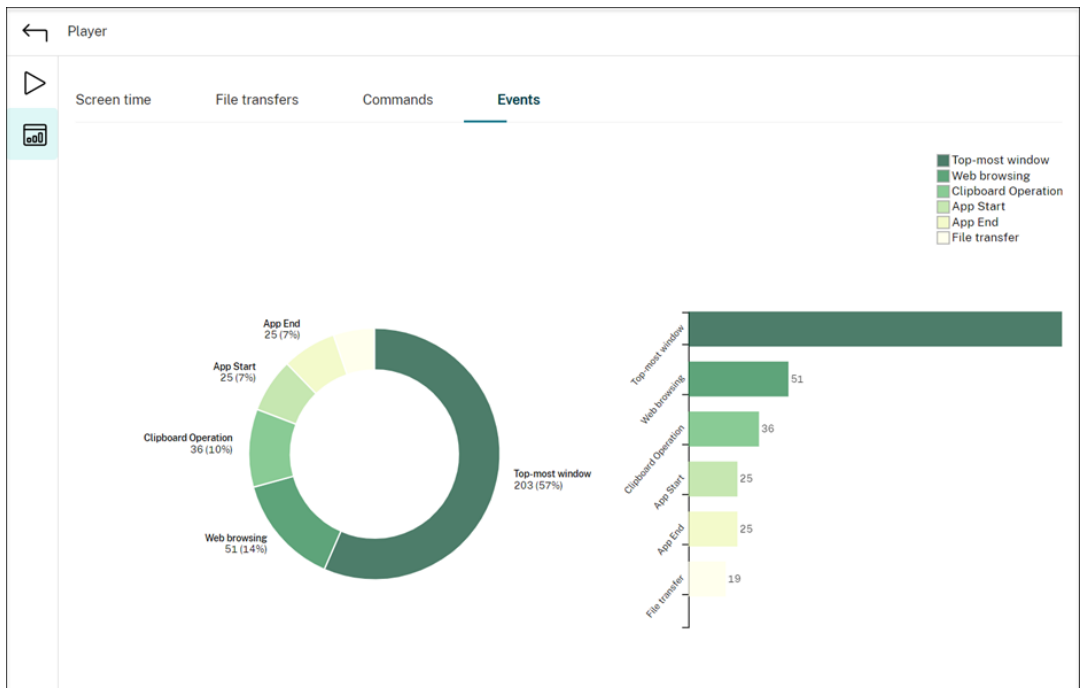 Player
Screen time
File transfers
Commands
Events
Top-most window
Web browsing
Clipboard Operation
App Start
App End
File transfer
App End
25 (7%)
App Start
25 (7%)
Clipboard Operation
36 (10%)
Web browsing
51 (14%)
Top-most window
203 (57%)
Top-most window
Web browsing
51
Clipboard Operation
36
App Start
25
App End
25
File transfer
19